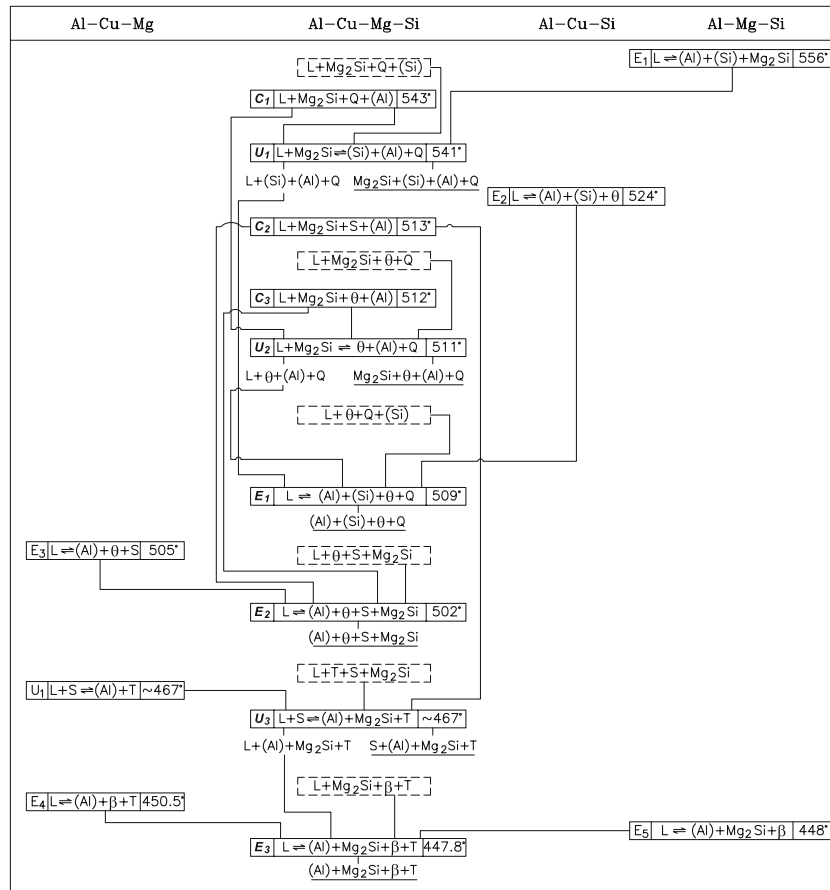 Al–Cu–Mg Al–Cu–Mg–Si Al–Cu–Si Al–Mg–Si
L+Mg₂Si+Q+(Si)
E₁ L⇌(Al)+(Si)+Mg₂Si 556°
C₁ L+Mg₂Si+Q+(Al) 543°
U₁ L+Mg₂Si⇌(Si)+(Al)+Q 541°
L+(Si)+(Al)+Q Mg₂Si+(Si)+(Al)+Q
E₂ L⇌(Al)+(Si)+θ 524°
C₂ L+Mg₂Si+S+(Al) 513°
L+Mg₂Si+θ+Q
C₃ L+Mg₂Si+θ+(Al) 512°
U₂ L+Mg₂Si ⇌ θ+(Al)+Q 511°
L+θ+(Al)+Q Mg₂Si+θ+(Al)+Q
L+θ+Q+(Si)
E₁ L ⇌ (Al)+(Si)+θ+Q 509°
(Al)+(Si)+θ+Q
E₃ L⇌(Al)+θ+S 505°
L+θ+S+Mg₂Si
E₂ L⇌(Al)+θ+S+Mg₂Si 502°
(Al)+θ+S+Mg₂Si
L+T+S+Mg₂Si
U₁ L+S⇌(Al)+T ~467°
U₃ L+S⇌(Al)+Mg₂Si+T ~467°
L+(Al)+Mg₂Si+T S+(Al)+Mg₂Si+T
L+Mg₂Si+β+T
E₄ L⇌(Al)+β+T 450.5°
E₅ L ⇌ (Al)+Mg₂Si+β 448°
E₃ L⇌(Al)+Mg₂Si+β+T 447.8°
(Al)+Mg₂Si+β+T